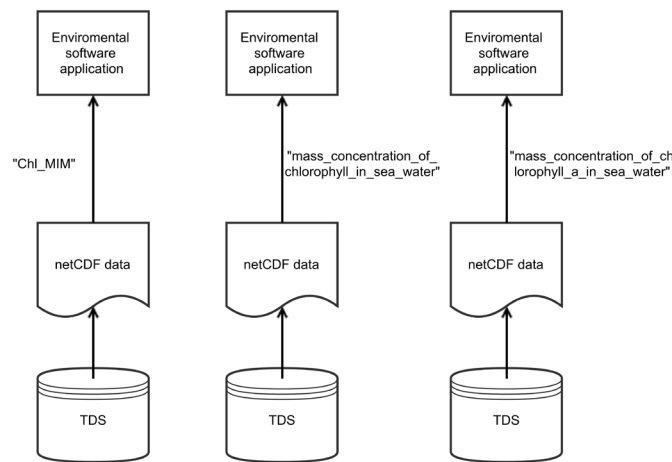 Enviromental
software
application
Enviromental
software
application
Enviromental
software
application
"Chl_MIM"
"mass_concentration_of_
chlorophyll_in_sea_water"
"mass_concentration_of_ch
lorophyll_a_in_sea_water"
netCDF data
netCDF data
netCDF data
TDS
TDS
TDS